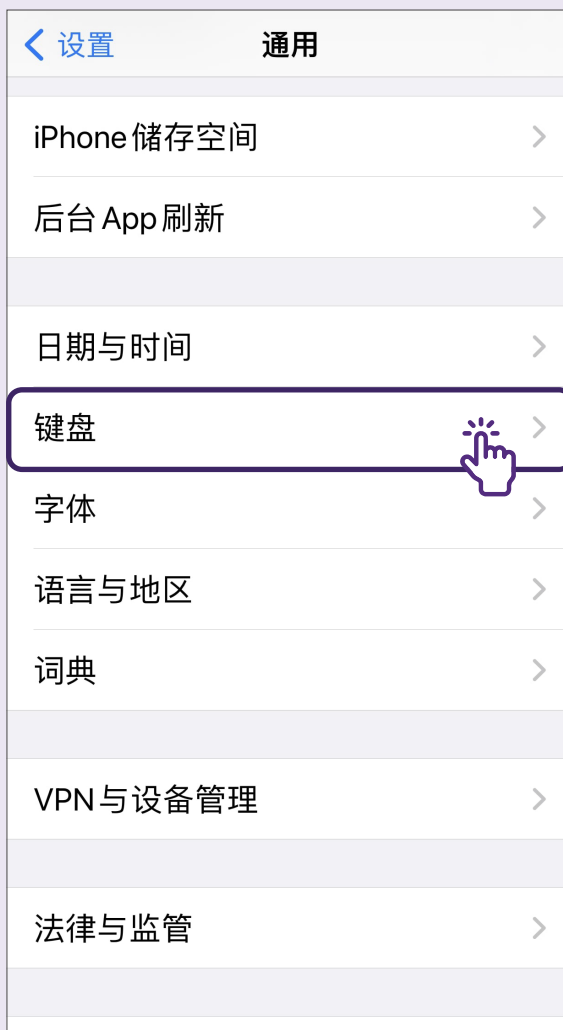 设置
通用
iPhone储存空间
后台App刷新
日期与时间
键盘
字体
语言与地区
词典
VPN与设备管理
法律与监管